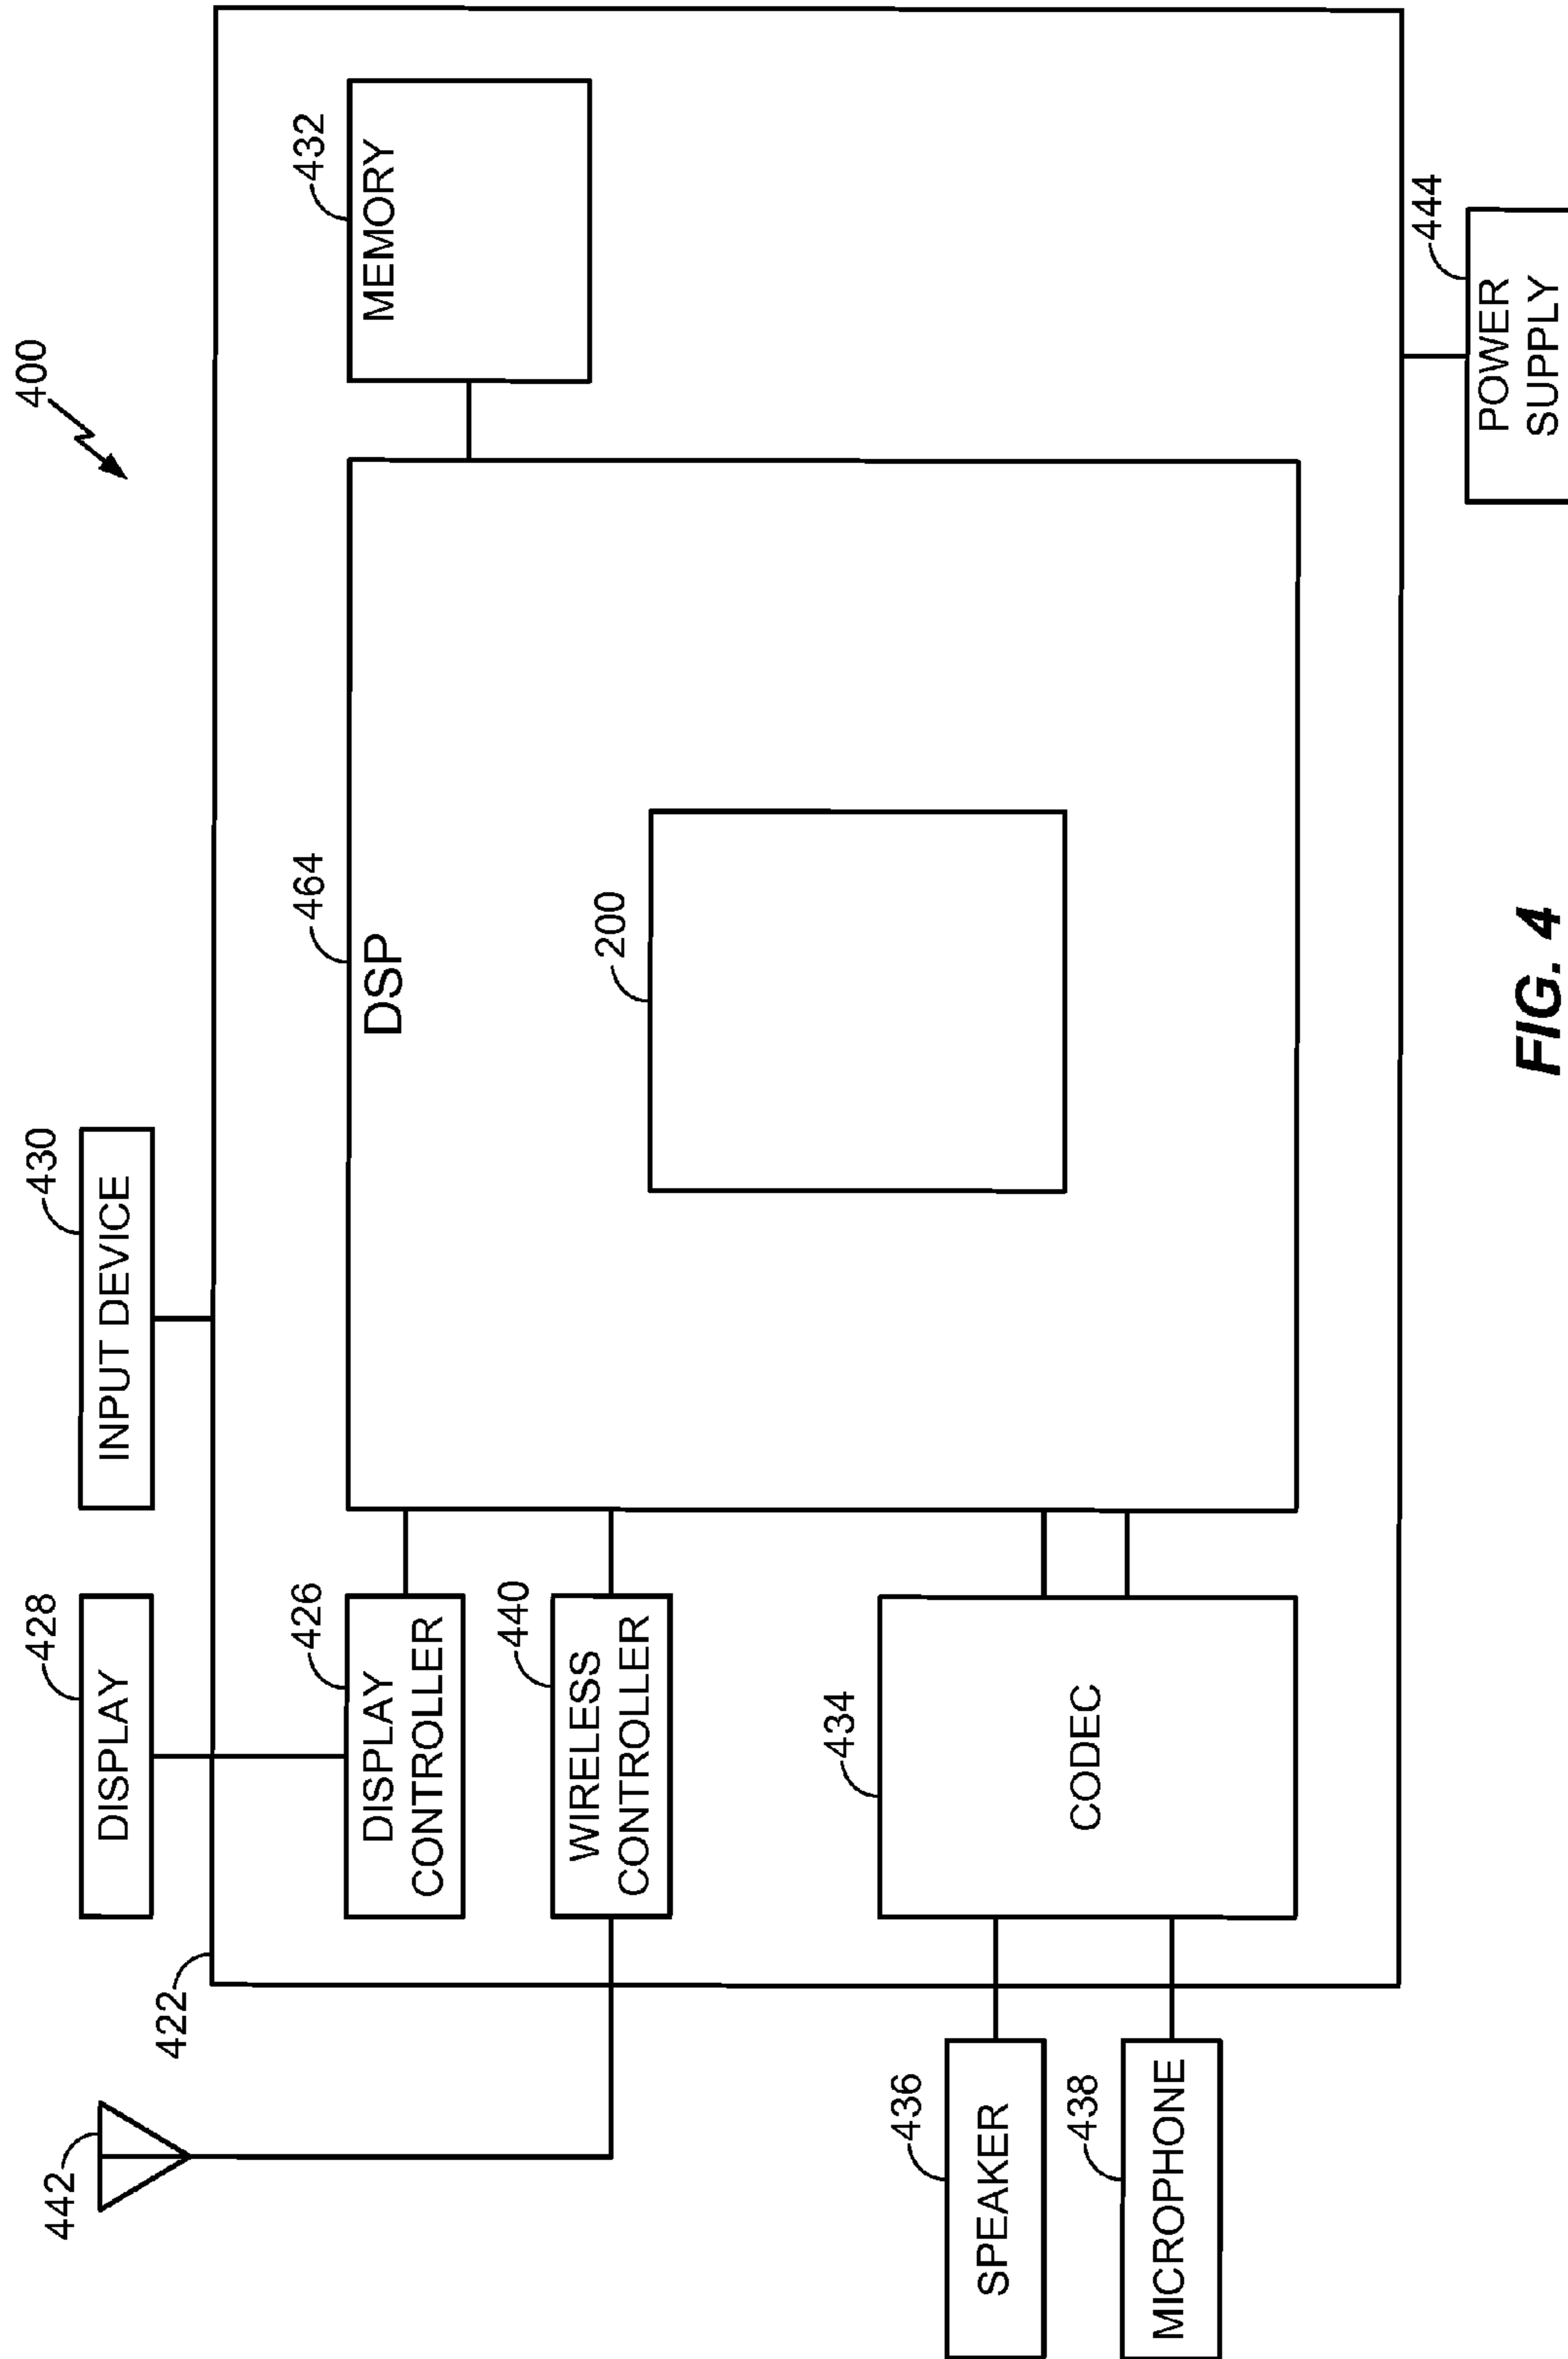 400
442
422
428
DISPLAY
430
INPUT DEVICE
426
DISPLAY
CONTROLLER
440
WIRELESS
CONTROLLER
464
DSP
200
432
MEMORY
434
CODEC
436
SPEAKER
438
MICROPHONE
444
POWER
SUPPLY
FIG. 4